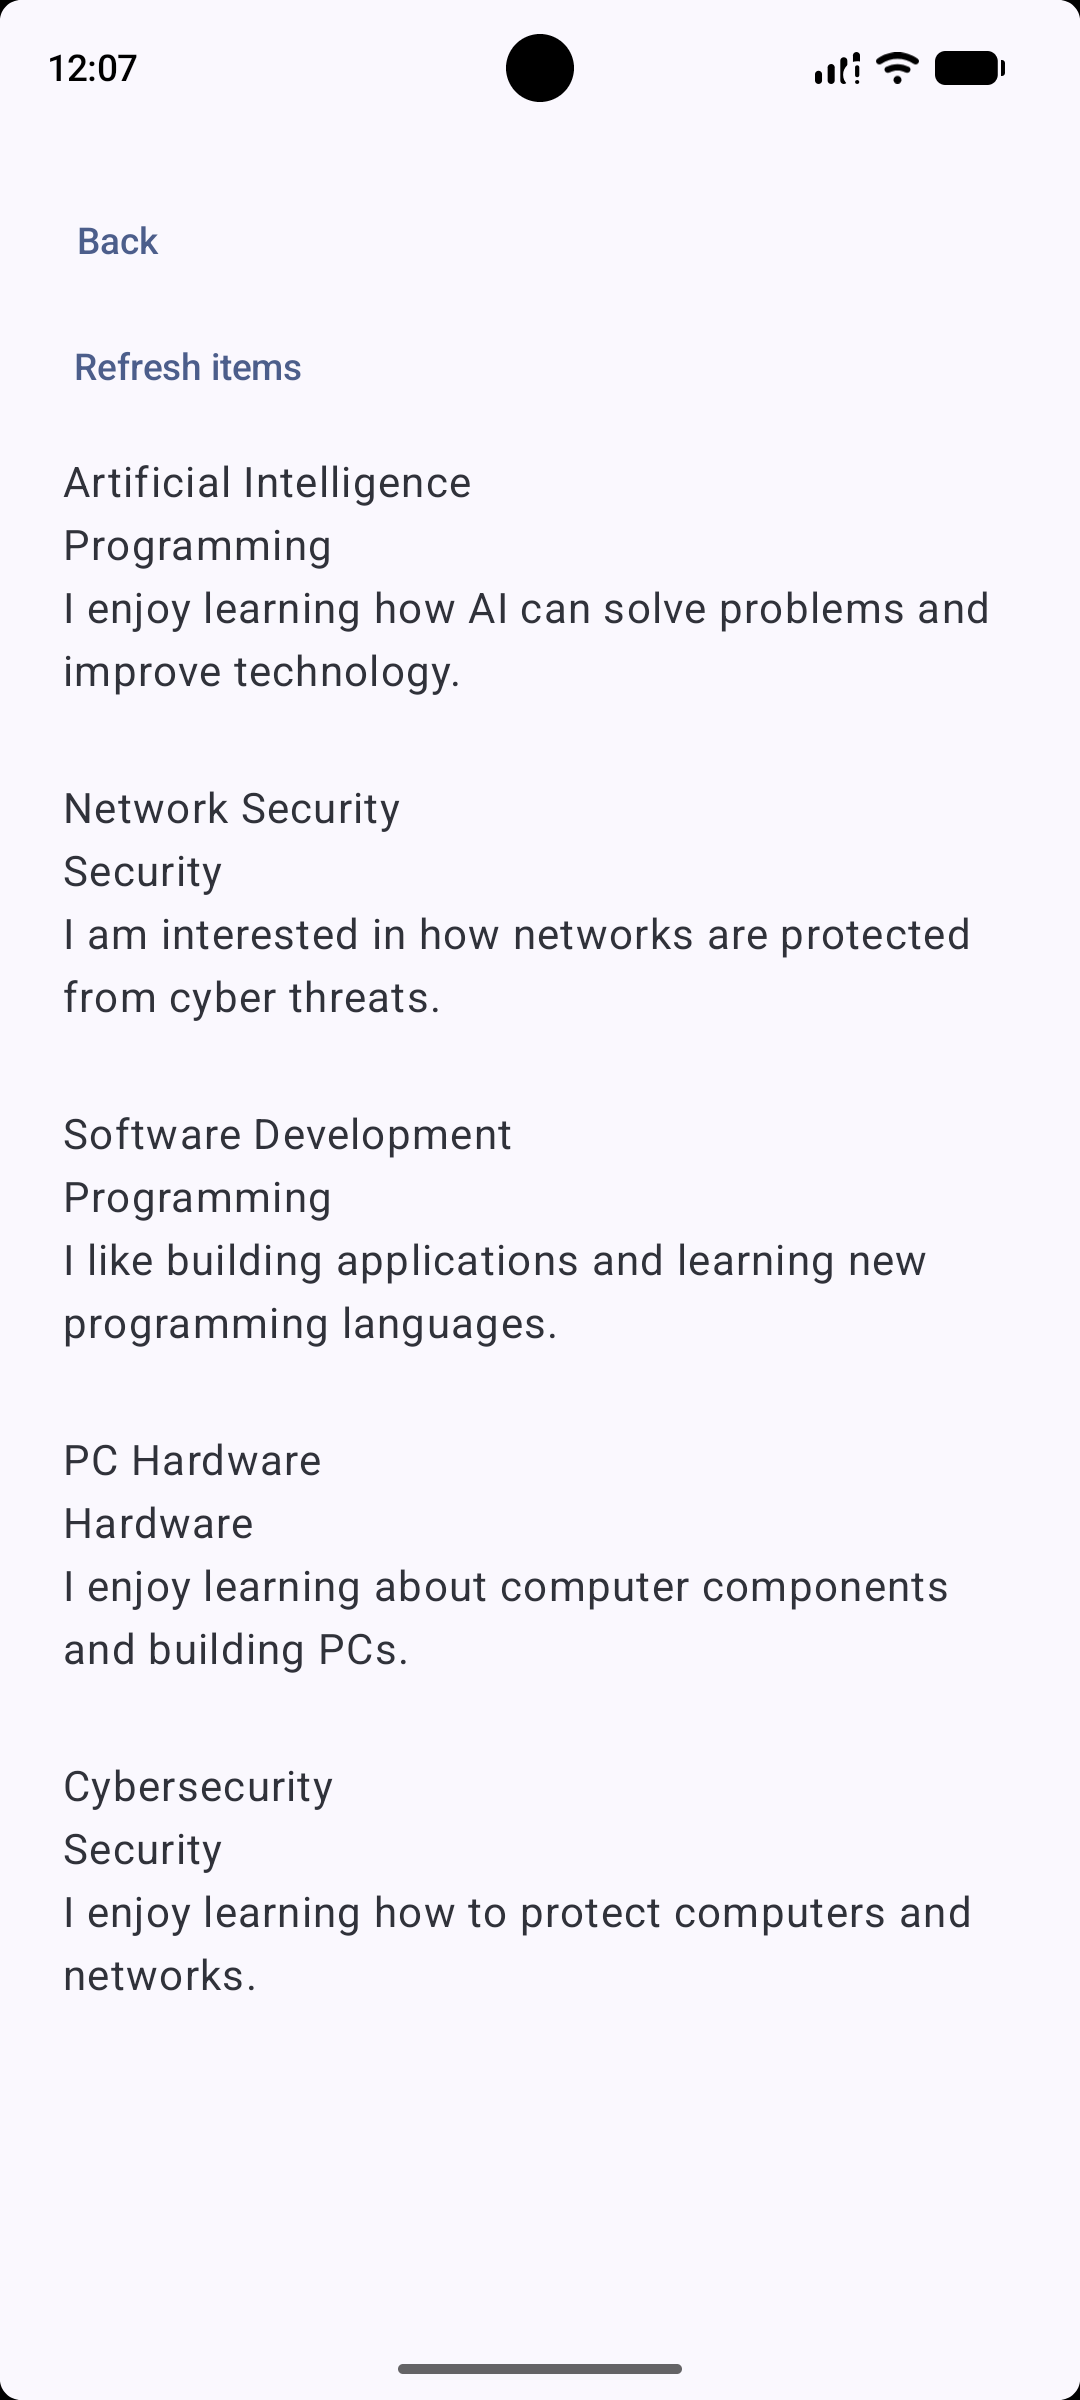 12:07
Back
Refresh items
Artificial Intelligence
Programming
I enjoy learning how AI can solve problems and
improve technology.
Network Security
Security
I am interested in how networks are protected
from cyber threats.
Software Development
Programming
I like building applications and learning new
programming languages.
PC Hardware
Hardware
I enjoy learning about computer components
and building PCs.
Cybersecurity
Security
I enjoy learning how to protect computers and
networks.